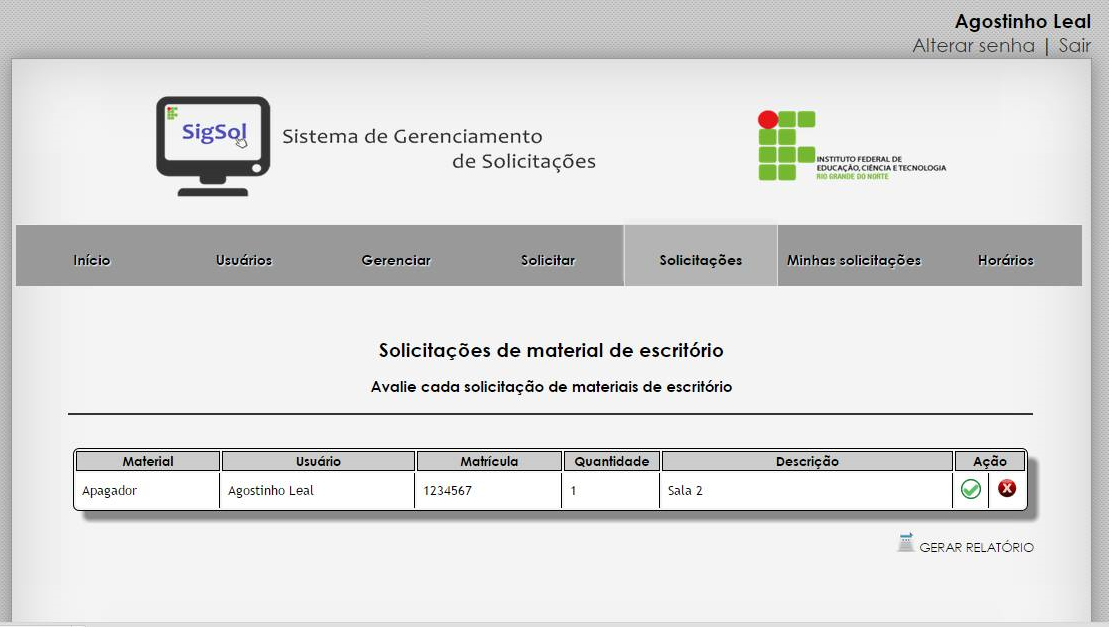 Agostinho Leal
Alterar senha | Sair
SigSol
Sistema de Gerenciamento
de Solicitações
INSTITUTO FEDERAL DE
EDUCAÇÃO, CIÊNCIA E TECNOLOGIA
RIO GRANDE DO NORTE
Início Usuários Gerenciar Solicitar Solicitações Minhas solicitações Horários
Solicitações de material de escritório
Avalie cada solicitação de materiais de escritório
Material Usuário Matrícula Quantidade Descrição Ação
Apagador Agostinho Leal 1234567 1 Sala 2
GERAR RELATÓRIO